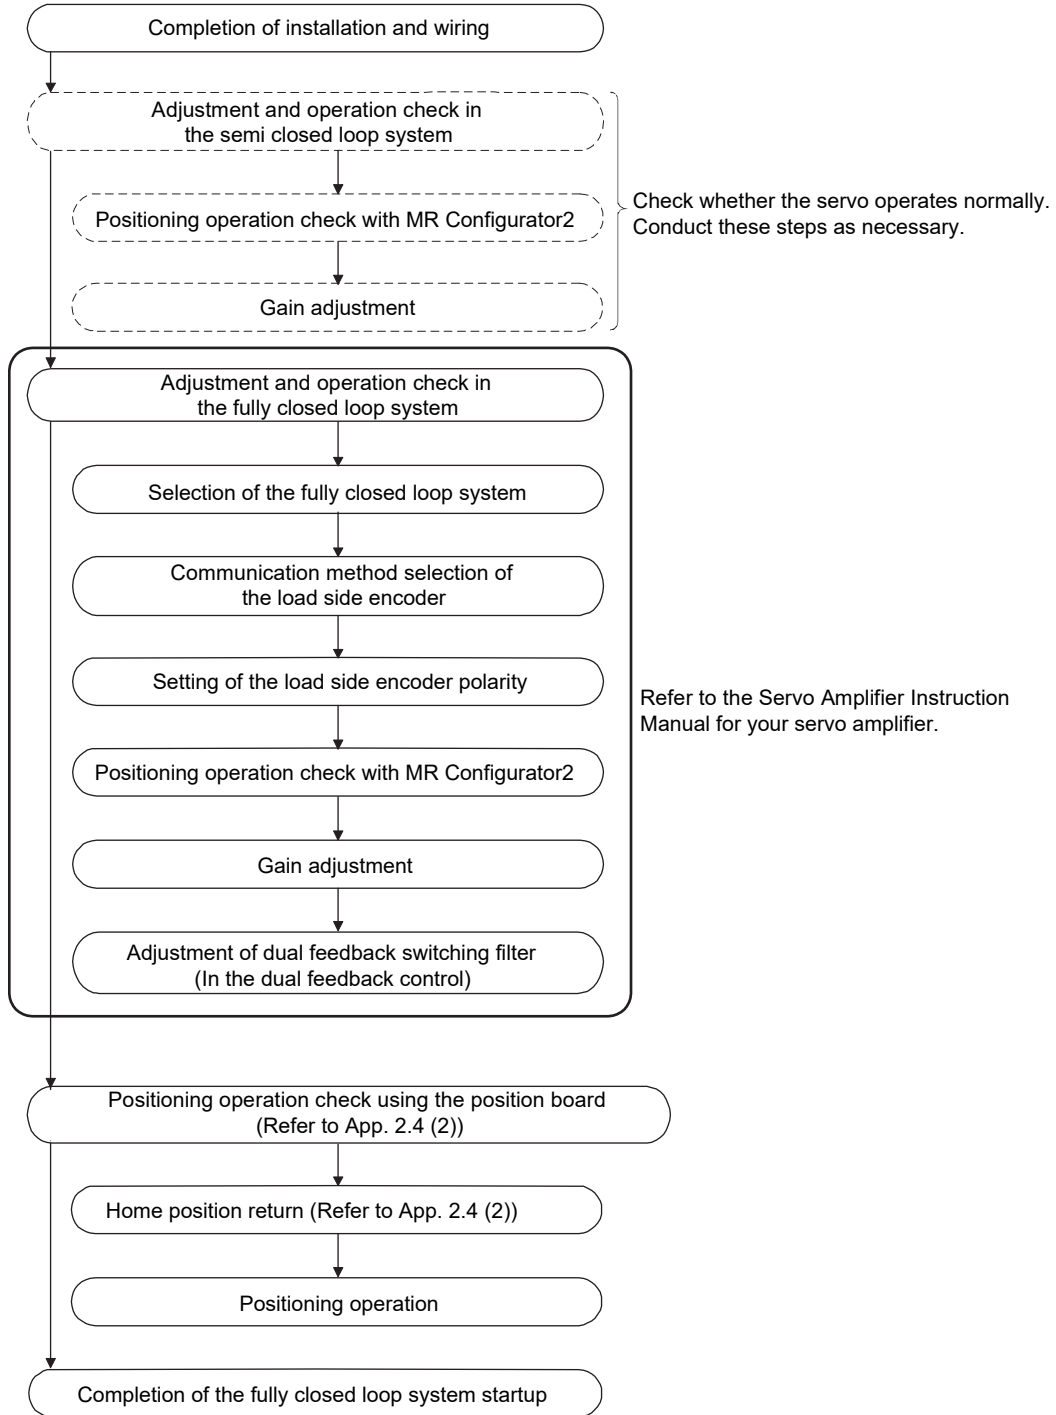 Completion of installation and wiring
Adjustment and operation check in
the semi closed loop system
Positioning operation check with MR Configurator2
Gain adjustment
Check whether the servo operates normally.
Conduct these steps as necessary.
Adjustment and operation check in
the fully closed loop system
Selection of the fully closed loop system
Communication method selection of
the load side encoder
Setting of the load side encoder polarity
Positioning operation check with MR Configurator2
Gain adjustment
Adjustment of dual feedback switching filter
(In the dual feedback control)
Refer to the Servo Amplifier Instruction
Manual for your servo amplifier.
Positioning operation check using the position board
(Refer to App. 2.4 (2))
Home position return (Refer to App. 2.4 (2))
Positioning operation
Completion of the fully closed loop system startup